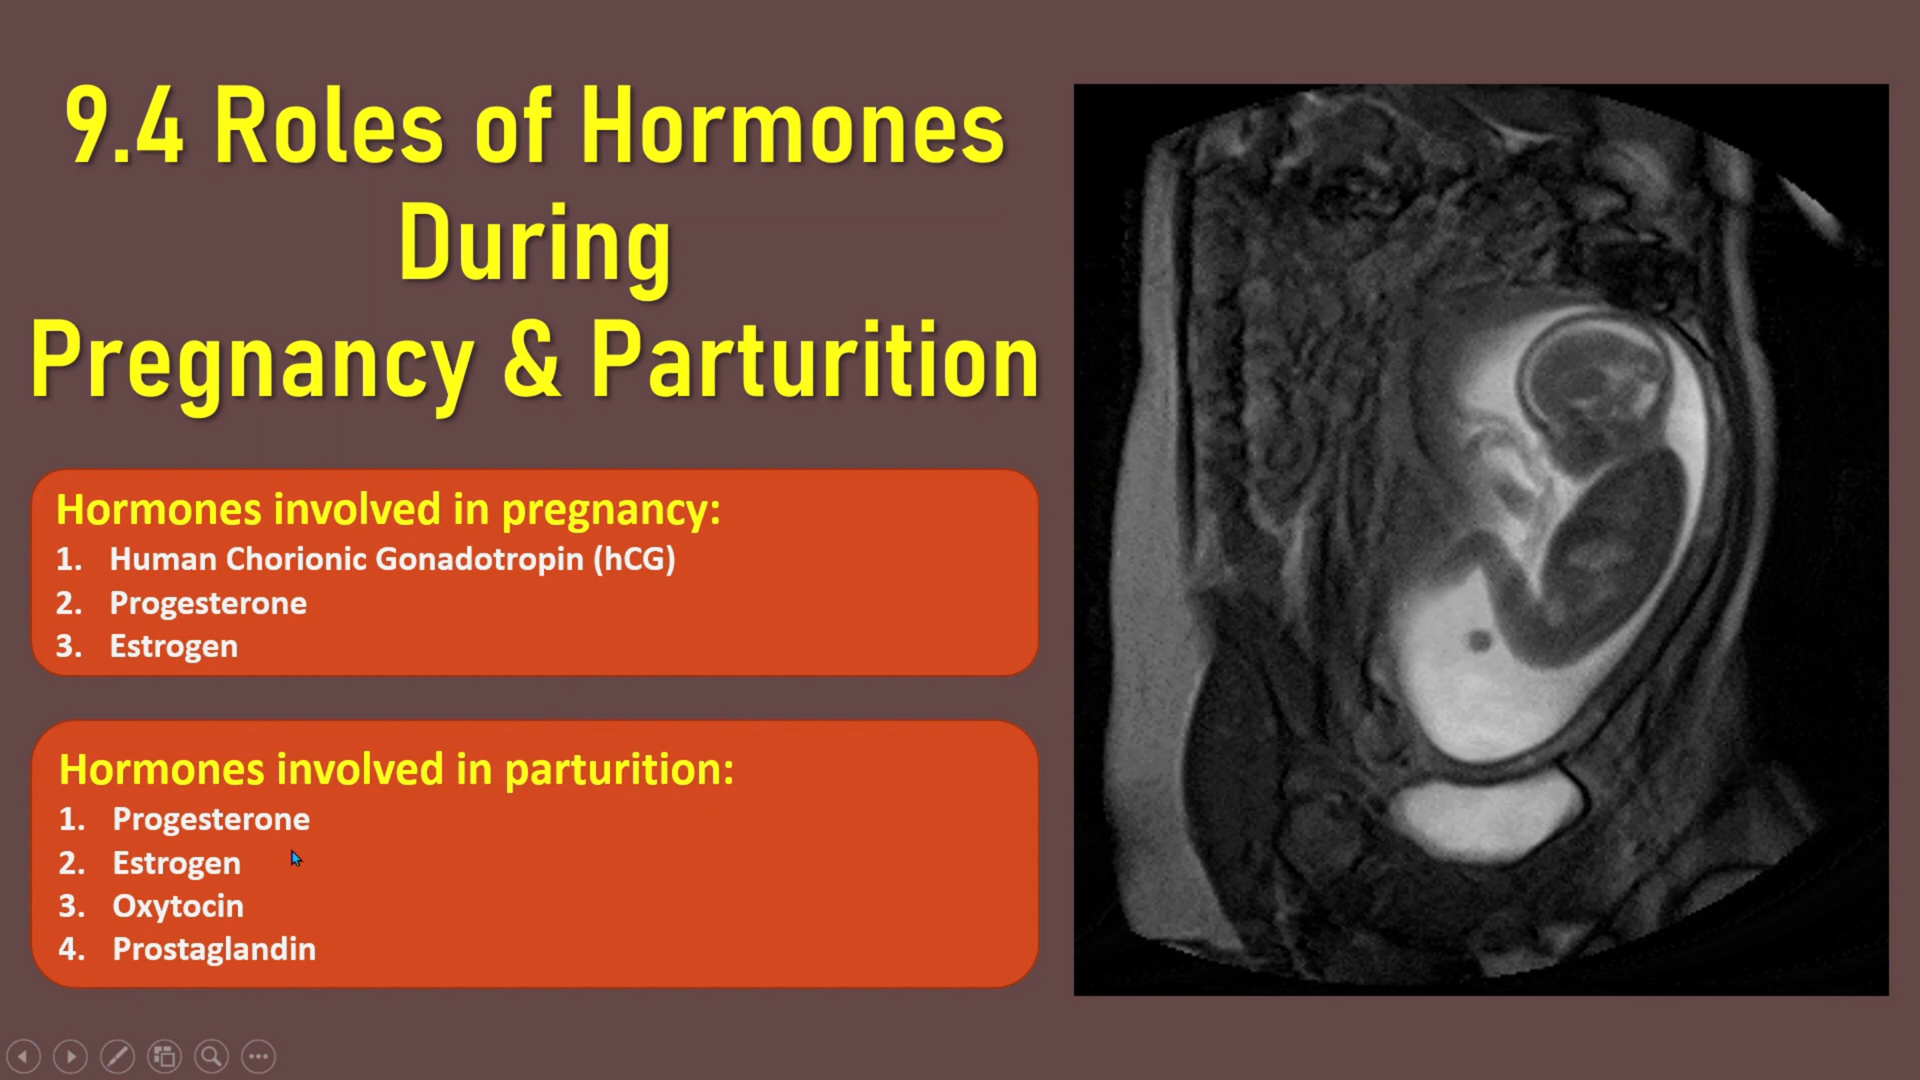 9.4 Roles of Hormones
During
Pregnancy & Parturition
Hormones involved in pregnancy:
1. Human Chorionic Gonadotropin (hCG)
2. Progesterone
3. Estrogen
Hormones involved in parturition:
1. Progesterone
2. Estrogen
3. Oxytocin
4. Prostaglandin